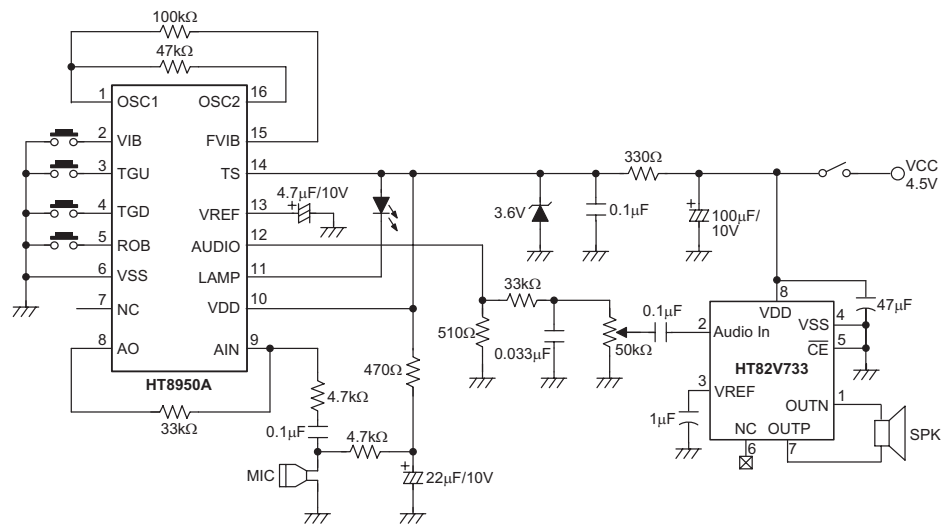 100kΩ
47kΩ
1 OSC1 OSC2 16
2 VIB FVIB 15
3 TGU TS 14
4 TGD VREF 13
5 ROB AUDIO 12
6 VSS LAMP 11
7 NC VDD 10
8 AO AIN 9
HT8950A
33kΩ
4.7µF/10V
+
4.7kΩ
0.1µF
4.7kΩ
MIC
470Ω
+
22µF/10V
3.6V
0.1µF
330Ω
+
100µF/
10V
VCC
4.5V
510Ω
33kΩ
0.033µF
50kΩ
0.1µF
47µF
8
VDD
2 Audio In
VSS 4
CE 5
HT82V733
3 VREF
1µF
OUTN 1
NC OUTP
6 7
SPK